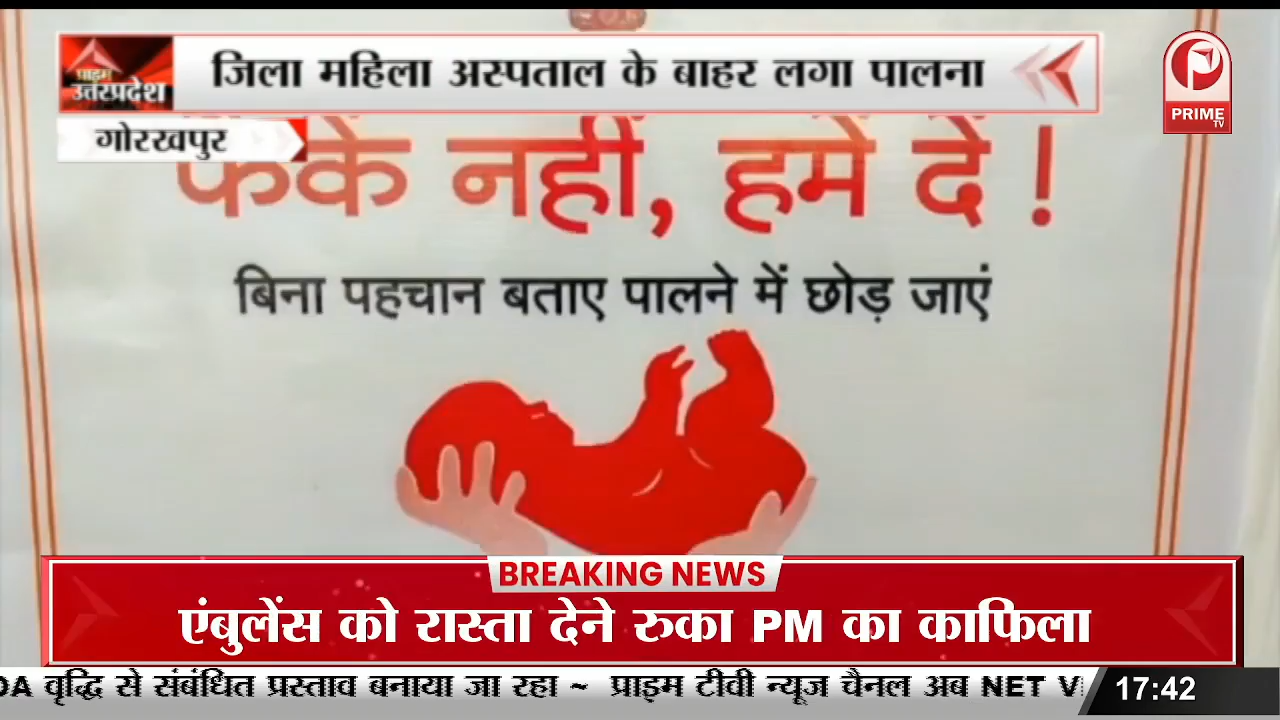 प्राइम
उत्तरप्रदेश
जिला महिला अस्पताल के बाहर लगा पालना
PRIME
TV
गोरखपुर
फेंकें नहीं, हमें दें !
बिना पहचान बताए पालने में छोड़ जाएं
BREAKING NEWS
एंबुलेंस को रास्ता देने रुका PM का काफिला
DA वृद्धि से संबंधित प्रस्ताव बनाया जा रहा ~ प्राइम टीवी न्यूज चैनल अब NET V
17:42